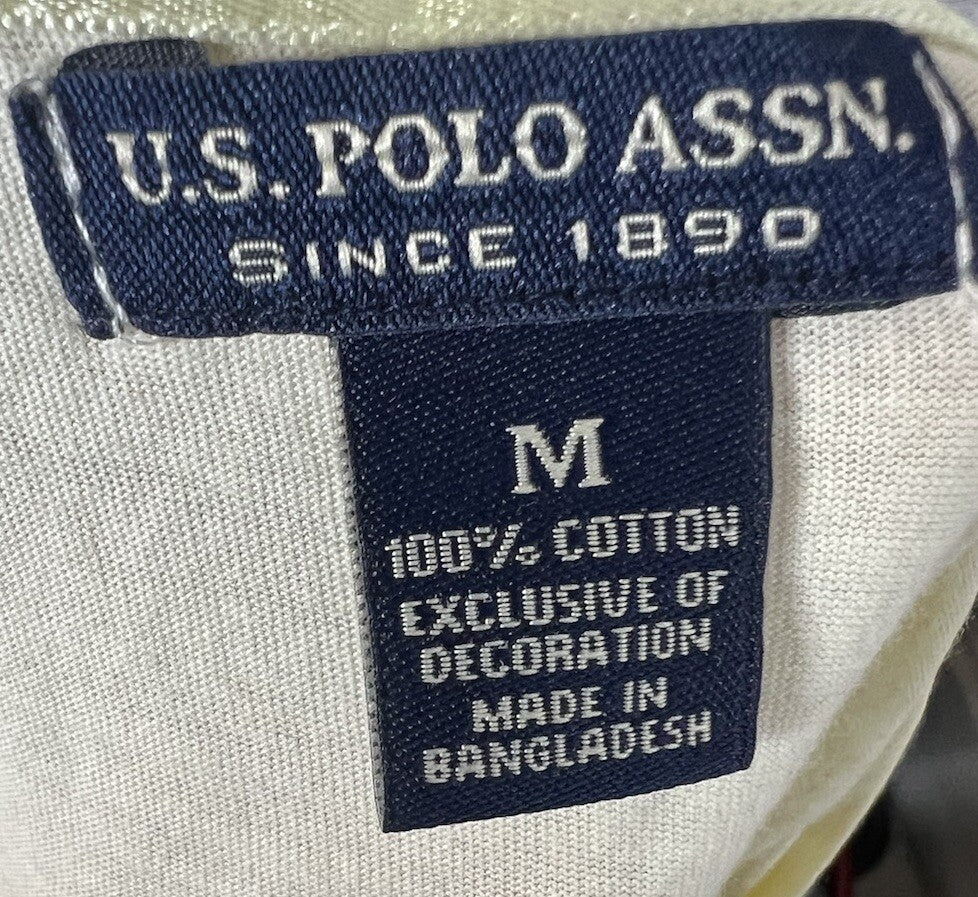 U.S. POLO ASSN.
SINCE 1890
M
100% COTTON
EXCLUSIVE OF
DECORATION
MADE IN
BANGLADESH